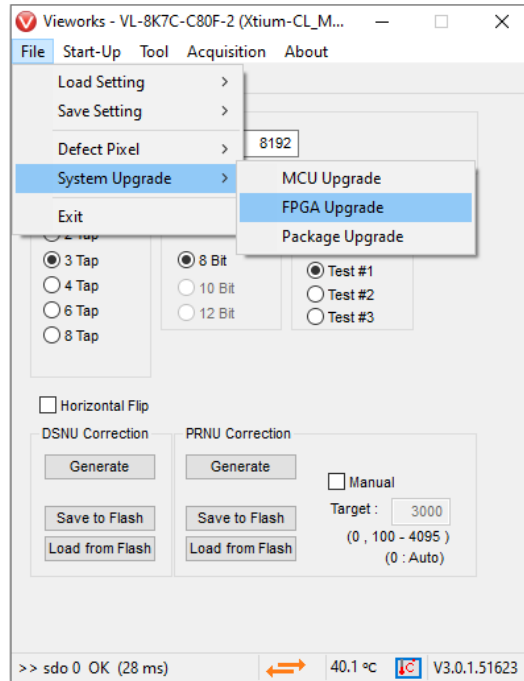 Vieworks - VL-8K7C-C80F-2 (Xtium-CL_M...
File Start-Up Tool Acquisition About
Load Setting >
Save Setting >
Defect Pixel >
8192
System Upgrade >
MCU Upgrade
FPGA Upgrade
Package Upgrade
Exit
2 Tap
3 Tap
8 Bit
Test #1
4 Tap
10 Bit
Test #2
6 Tap
12 Bit
Test #3
8 Tap
Horizontal Flip
DSNU Correction
PRNU Correction
Generate
Generate
Manual
Save to Flash
Save to Flash
Target : 3000
Load from Flash
Load from Flash
(0 , 100 - 4095 )
(0 : Auto)
>> sdo 0 OK (28 ms) 40.1 ºC V3.0.1.51623